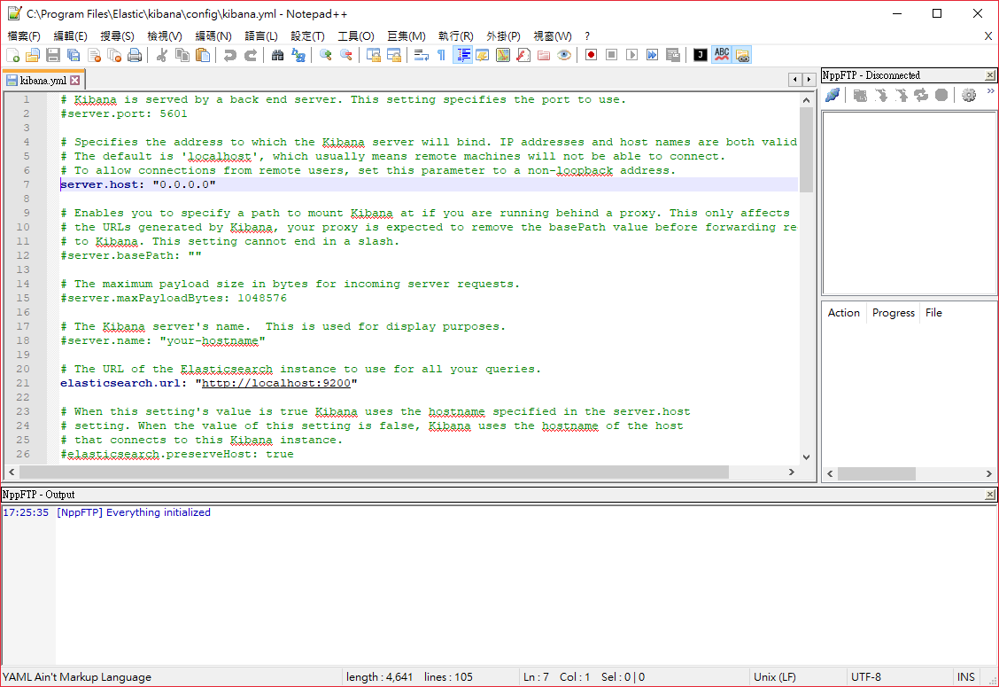 C:\Program Files\Elastic\kibana\config\kibana.yml - Notepad++
檔案(F) 編輯(E) 搜尋(S) 檢視(V) 編碼(N) 語言(L) 設定(T) 工具(O) 巨集(M) 執行(R) 外掛(P) 視窗(W) ? X
kibana.yml
1 # Kibana is served by a back end server. This setting specifies the port to use.
2 #server.port: 5601
3
4 # Specifies the address to which the Kibana server will bind. IP addresses and host names are both valid
5 # The default is 'localhost', which usually means remote machines will not be able to connect.
6 # To allow connections from remote users, set this parameter to a non-loopback address.
7 server.host: "0.0.0.0"
8
9 # Enables you to specify a path to mount Kibana at if you are running behind a proxy. This only affects
10 # the URLs generated by Kibana, your proxy is expected to remove the basePath value before forwarding re
11 # to Kibana. This setting cannot end in a slash.
12 #server.basePath: ""
13
14 # The maximum payload size in bytes for incoming server requests.
15 #server.maxPayloadBytes: 1048576
16
17 # The Kibana server's name.  This is used for display purposes.
18 #server.name: "your-hostname"
19
20 # The URL of the Elasticsearch instance to use for all your queries.
21 elasticsearch.url: "http://localhost:9200"
22
23 # When this setting's value is true Kibana uses the hostname specified in the server.host
24 # setting. When the value of this setting is false, Kibana uses the hostname of the host
25 # that connects to this Kibana instance.
26 #elasticsearch.preserveHost: true
NppFTP - Disconnected
Action Progress File
NppFTP - Output
17:25:35 [NppFTP] Everything initialized
YAML Ain't Markup Language length : 4,641 lines : 105 Ln : 7 Col : 1 Sel : 0 | 0 Unix (LF) UTF-8 INS